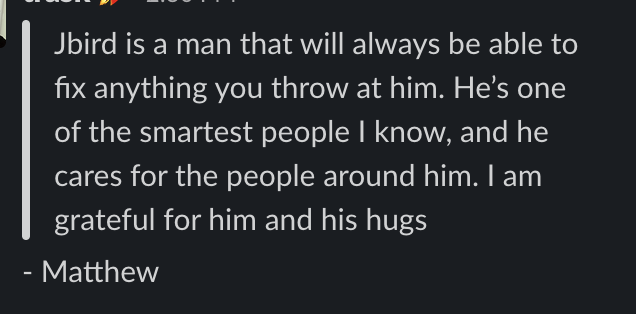 Jbird is a man that will always be able to
fix anything you throw at him. He’s one
of the smartest people I know, and he
cares for the people around him. I am
grateful for him and his hugs
- Matthew